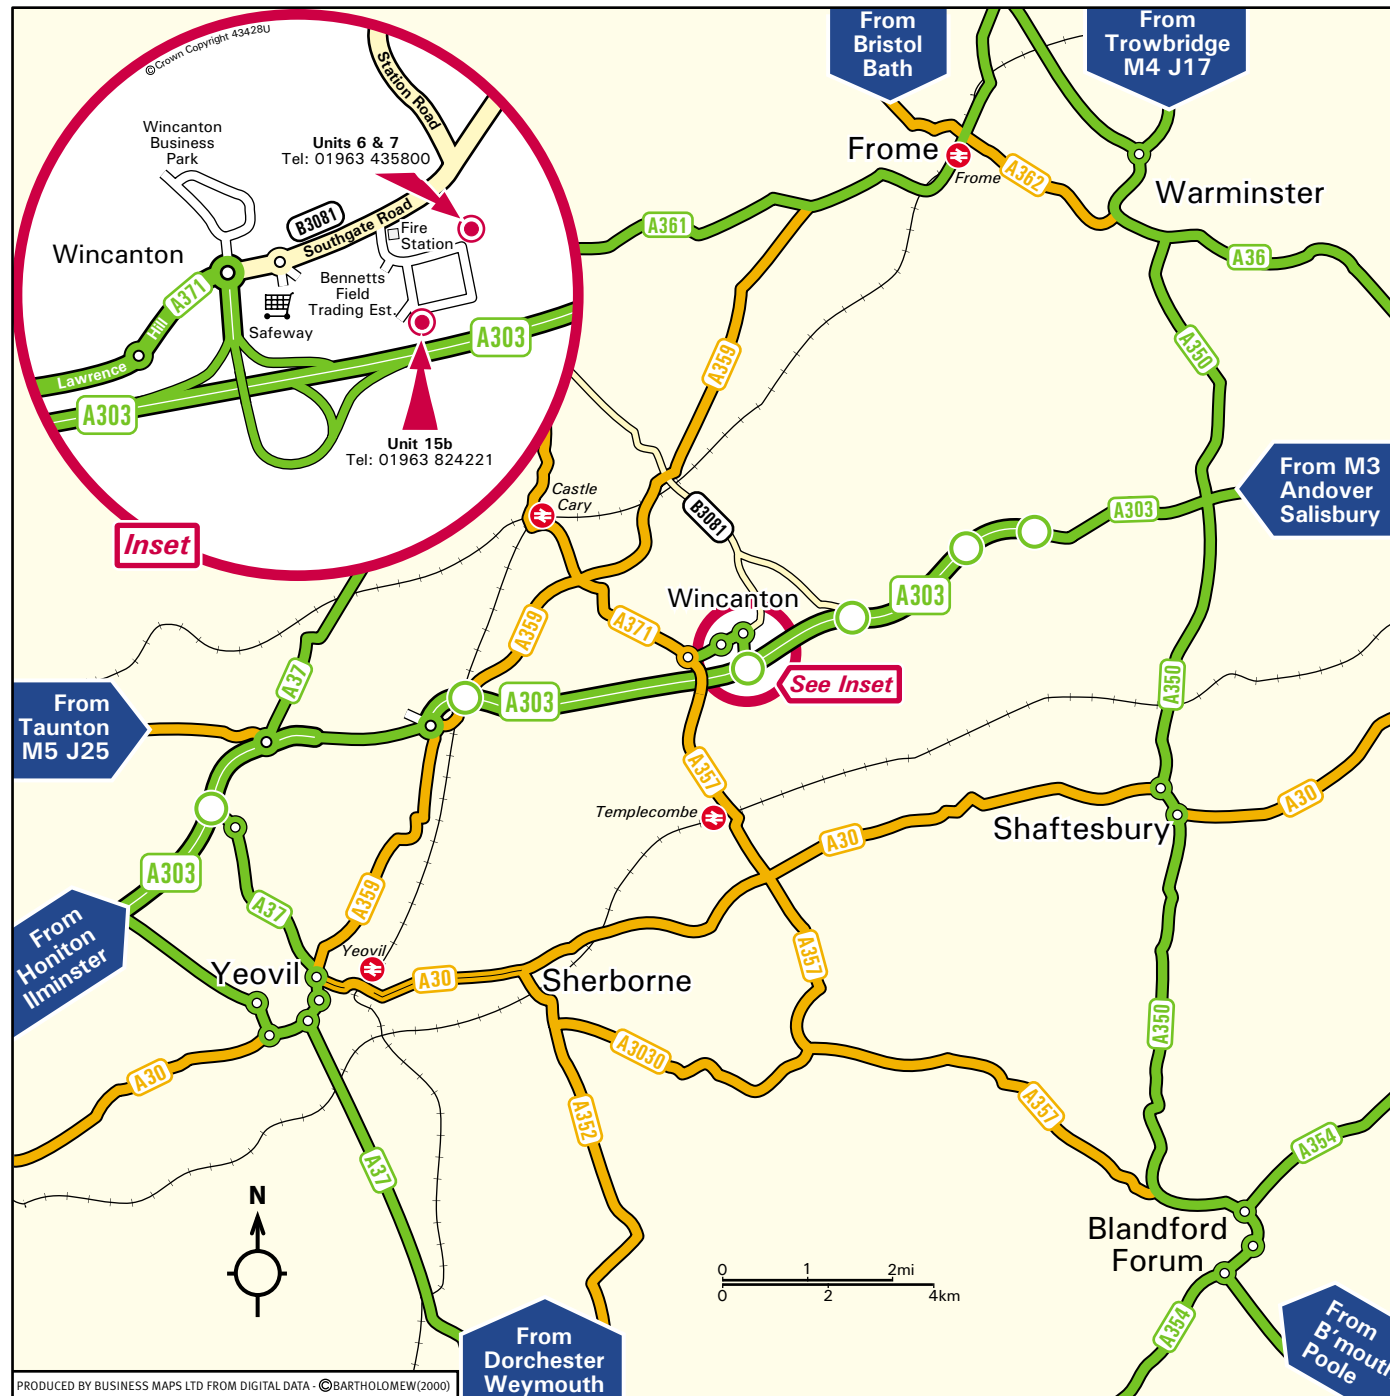 ©Crown Copyright 43428U
Station Road
Wincanton
Business
Park
Units 6 & 7
Tel: 01963 435800
B3081
Southgate Road
Fire
Station
Wincanton
A371
Bennetts
Field
Trading Est.
Safeway
Lawrence Hill
A303
A303
Unit 15b
Tel: 01963 824221
Inset
From
Bristol
Bath
From
Trowbridge
M4 J17
Frome
Frome
A362
Warminster
A361
A36
A350
A359
From M3
Andover
Salisbury
Castle
Cary
B3081
A303
Wincanton
A303
A359
A371
See Inset
A37
A303
A350
From
Taunton
M5 J25
A357
Templecombe
A30
Shaftesbury
A30
A303
A359
A37
From
Honiton
Ilminster
Yeovil
Yeovil
A30
Sherborne
A357
A350
A3030
A30
A352
A357
A37
A354
N
Blandford
Forum
0 1 2mi
0 2 4km
A354
From
B'mouth
Poole
From
Dorchester
Weymouth
PRODUCED BY BUSINESS MAPS LTD FROM DIGITAL DATA - ©BARTHOLOMEW(2000)